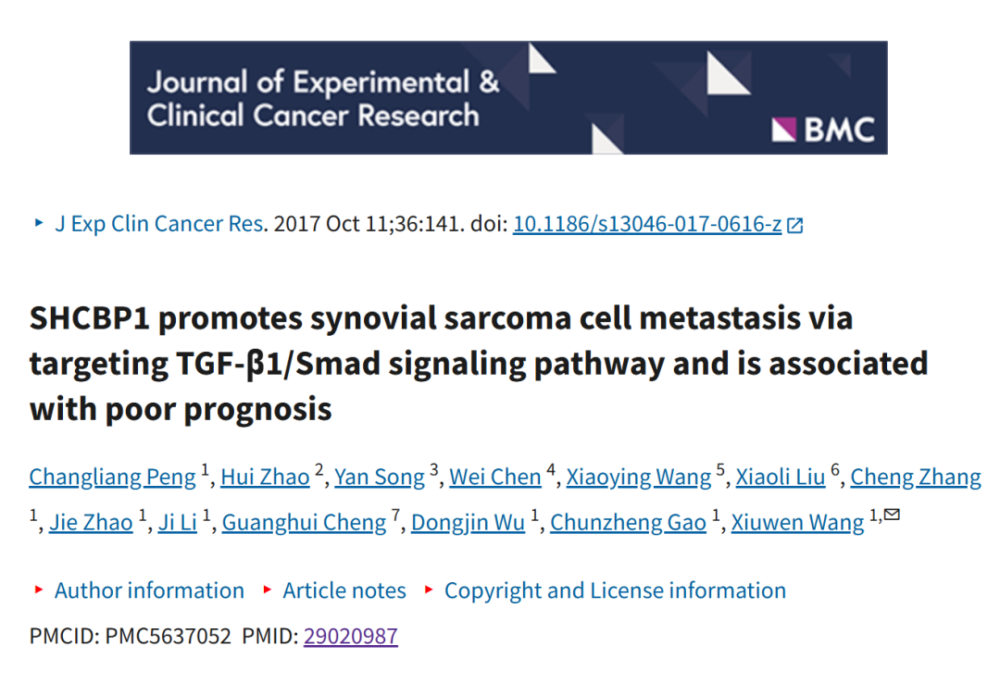 Journal of Experimental &
Clinical Cancer Research
BMC
J Exp Clin Cancer Res. 2017 Oct 11;36:141. doi: 10.1186/s13046-017-0616-z
SHCBP1 promotes synovial sarcoma cell metastasis via
targeting TGF-β1/Smad signaling pathway and is associated
with poor prognosis
Changliang Peng 1, Hui Zhao 2, Yan Song 3, Wei Chen 4, Xiaoying Wang 5, Xiaoli Liu 6, Cheng Zhang
1, Jie Zhao 1, Ji Li 1, Guanghui Cheng 7, Dongjin Wu 1, Chunzheng Gao 1, Xiuwen Wang 1,
Author information Article notes Copyright and License information
PMCID: PMC5637052 PMID: 29020987